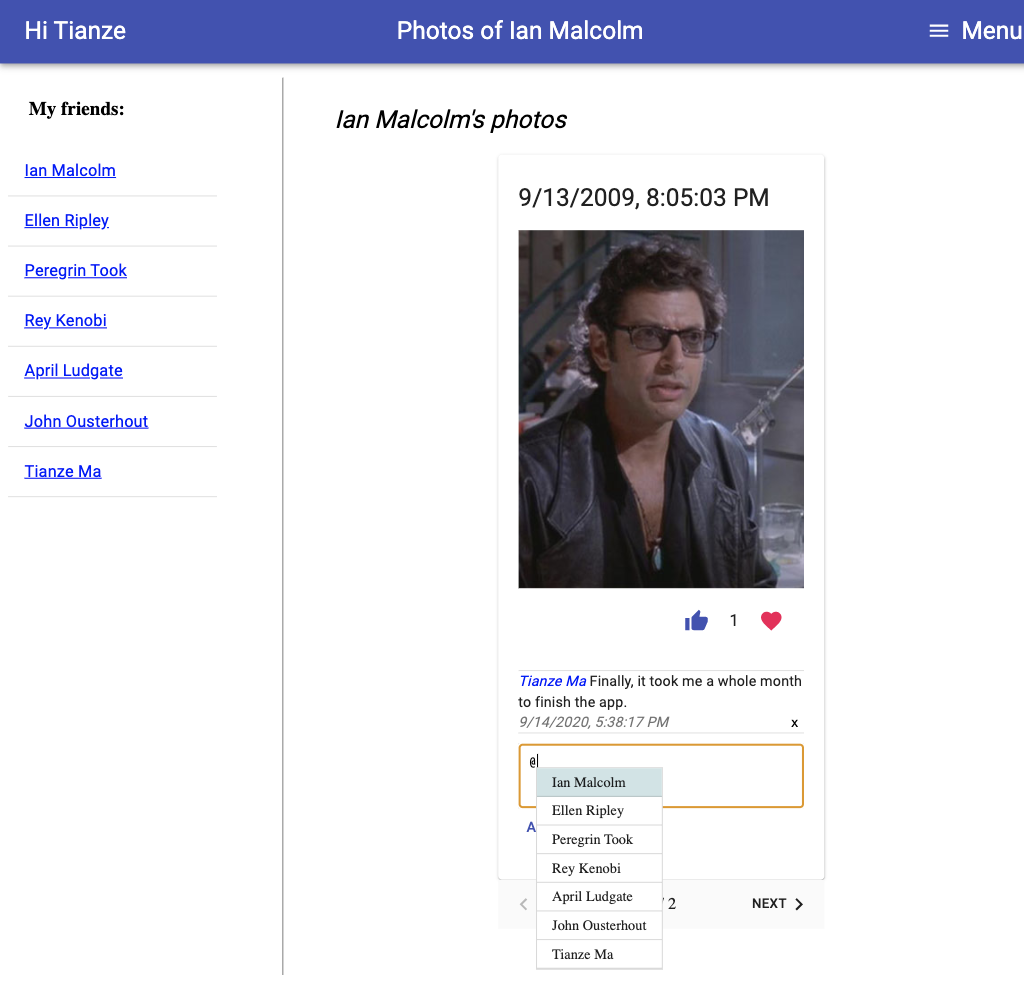 Hi Tianze
Photos of Ian Malcolm
Menu
My friends:
Ian Malcolm
Ellen Ripley
Peregrin Took
Rey Kenobi
April Ludgate
John Ousterhout
Tianze Ma
Ian Malcolm's photos
9/13/2009, 8:05:03 PM
1
Tianze Ma Finally, it took me a whole month
to finish the app.
9/14/2020, 5:38:17 PM x
@
Ian Malcolm
Ellen Ripley
A
Peregrin Took
Rey Kenobi
April Ludgate
/ 2
NEXT
John Ousterhout
Tianze Ma